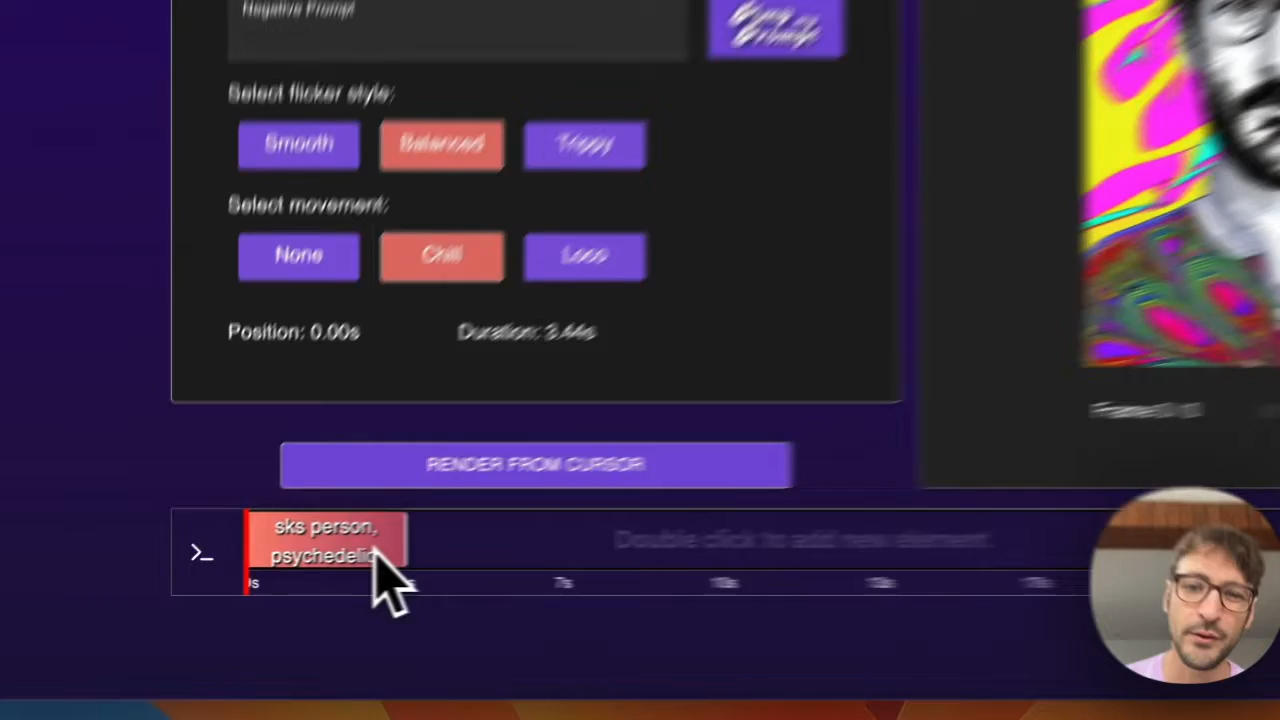 Negative Prompt
Select flicker style:
Smooth
Balanced
Trippy
Select movement:
None
Chill
Loco
Position: 0.00s
Duration: 3.44s
RENDER FROM CURSOR
sks person,
psychedelic
Double click to add new element
7s